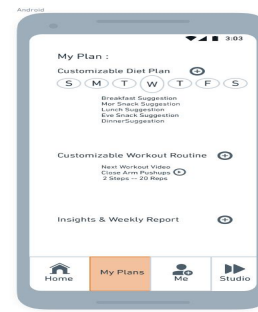 Android
3:03
My Plan :
Customizable Diet Plan
S M T W T F S
Breakfast Suggestion
Mor Snack Suggestion
Lunch Suggestion
Eve Snack Suggestion
DinnerSuggestion
Customizable Workout Routine
Next Workout Video
Close Arm Pushups
2 Steps -- 20 Reps
Insights & Weekly Report
Home My Plans Me Studio